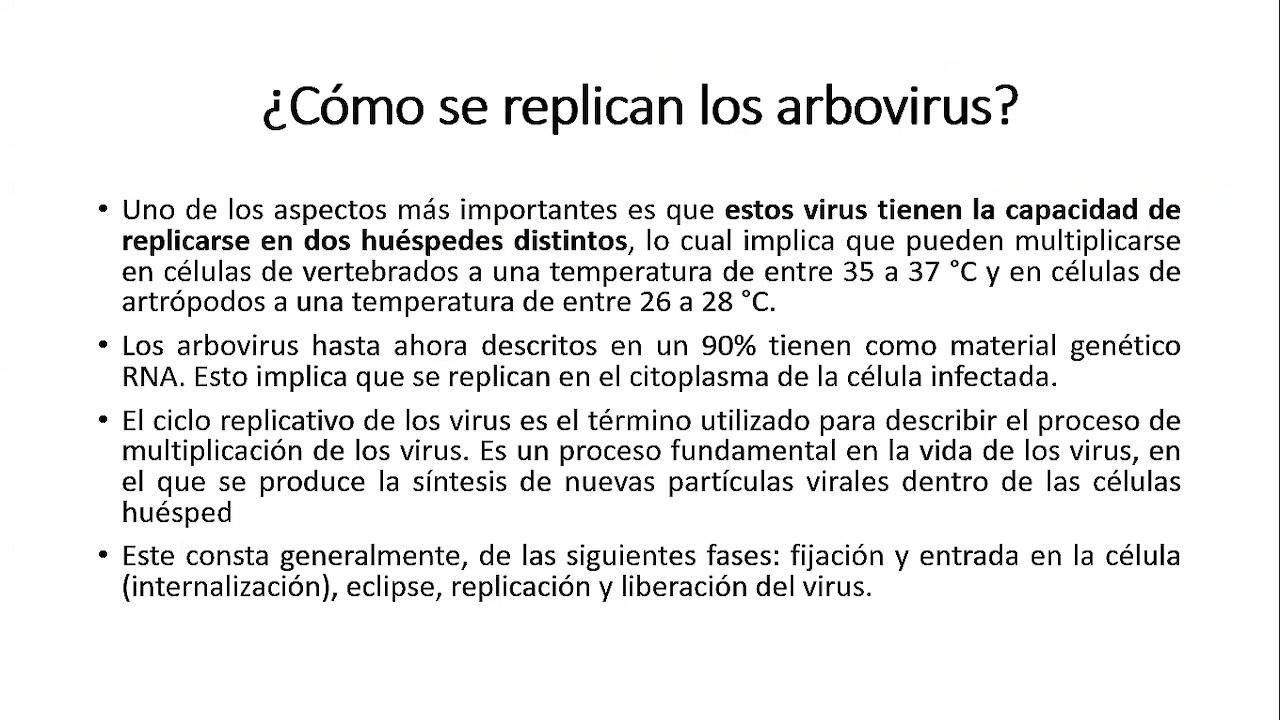 ¿Cómo se replican los arbovirus?
• Uno de los aspectos más importantes es que estos virus tienen la capacidad de
replicarse en dos huéspedes distintos, lo cual implica que pueden multiplicarse
en células de vertebrados a una temperatura de entre 35 a 37 °C y en células de
artrópodos a una temperatura de entre 26 a 28 °C.
• Los arbovirus hasta ahora descritos en un 90% tienen como material genético
RNA. Esto implica que se replican en el citoplasma de la célula infectada.
• El ciclo replicativo de los virus es el término utilizado para describir el proceso de
multiplicación de los virus. Es un proceso fundamental en la vida de los virus, en
el que se produce la síntesis de nuevas partículas virales dentro de las células
huésped
• Este consta generalmente, de las siguientes fases: fijación y entrada en la célula
(internalización), eclipse, replicación y liberación del virus.